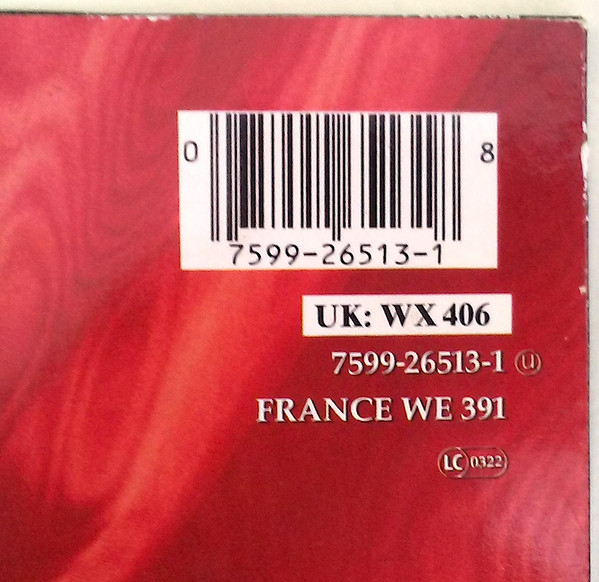 0 8
7599-26513-1
UK: WX 406
7599-26513-1 Ⓤ
FRANCE WE 391
LC 0322